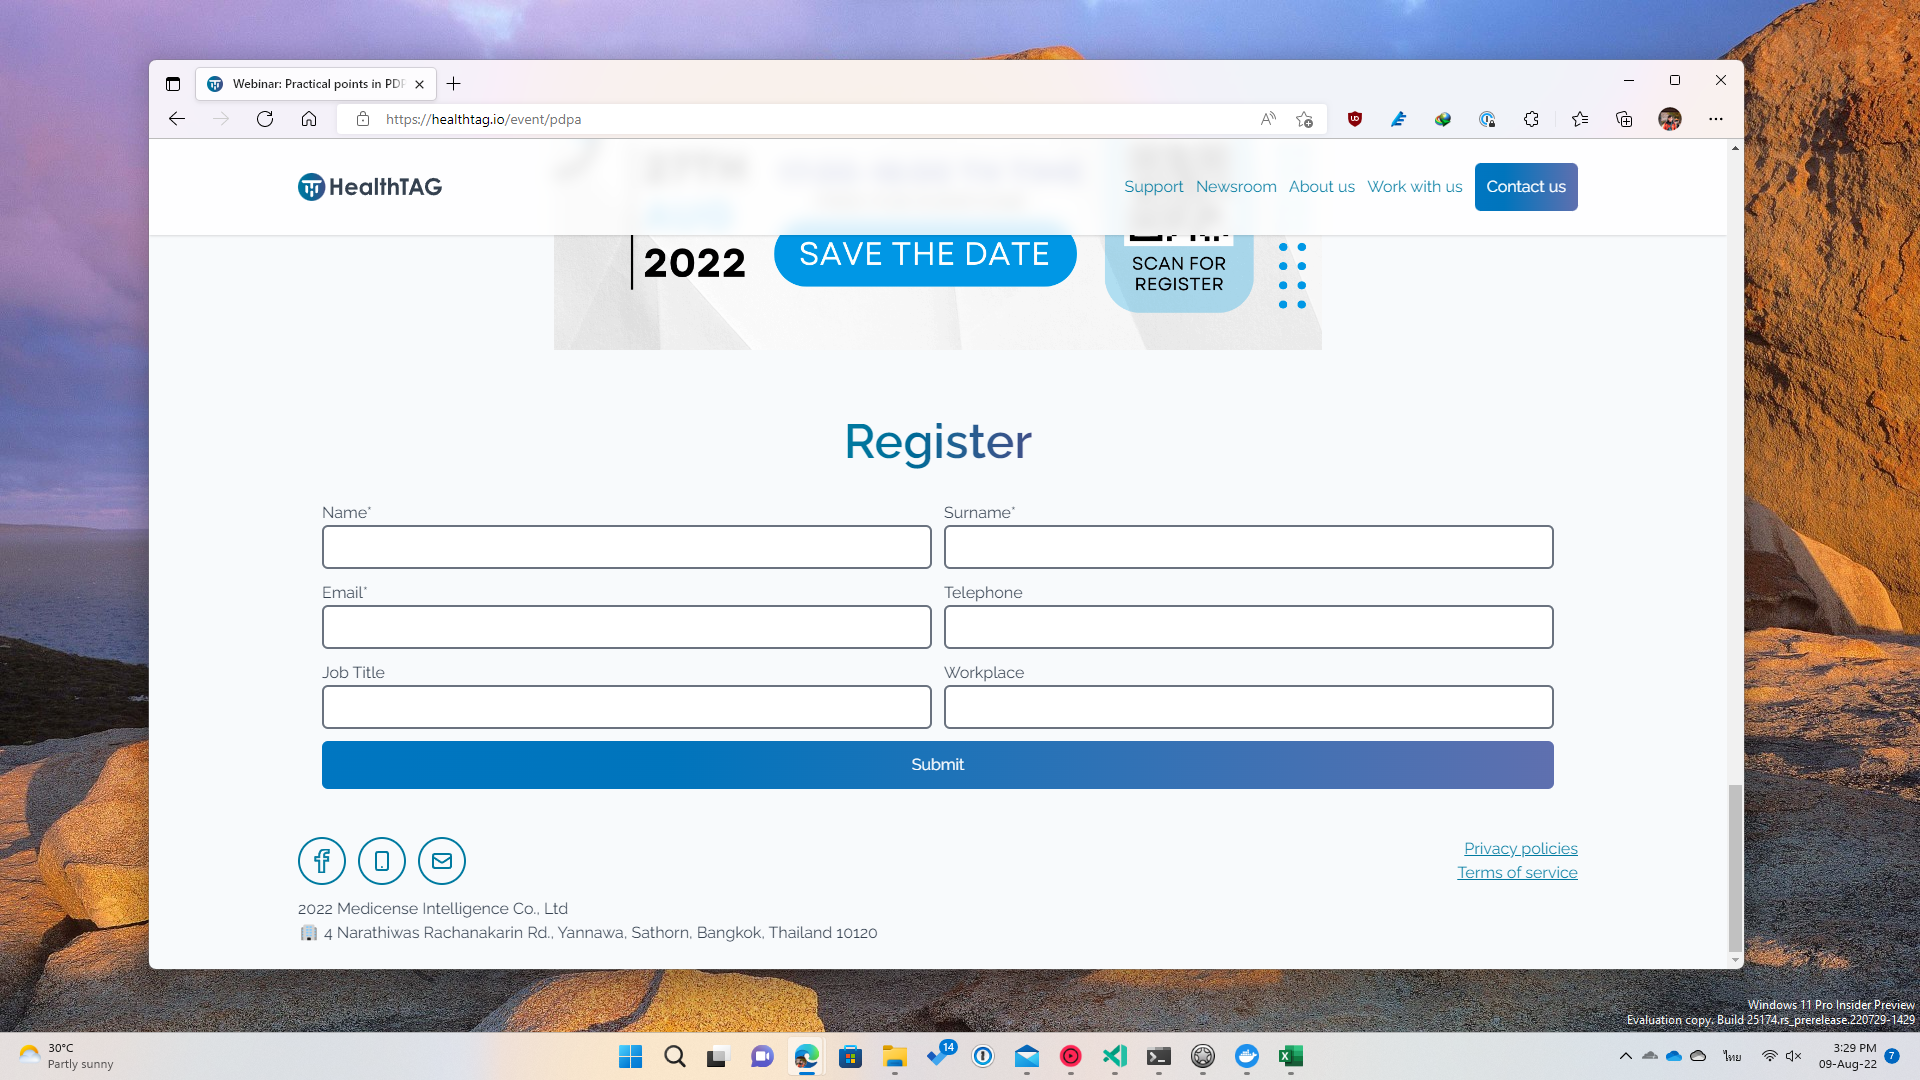 Webinar: Practical points in PDP
https://healthtag.io/event/pdpa
HealthTAG
Support
Newsroom
About us
Work with us
Contact us
2022
SAVE THE DATE
SCAN FOR
REGISTER
Register
Name*
Surname*
Email*
Telephone
Job Title
Workplace
Submit
Privacy policies
Terms of service
2022 Medicense Intelligence Co., Ltd
4 Narathiwas Rachanakarin Rd., Yannawa, Sathorn, Bangkok, Thailand 10120
Windows 11 Pro Insider Preview
Evaluation copy. Build 25174.rs_prerelease.220729-1429
30°C
Partly sunny
14
ไทย
3:29 PM
09-Aug-22
7